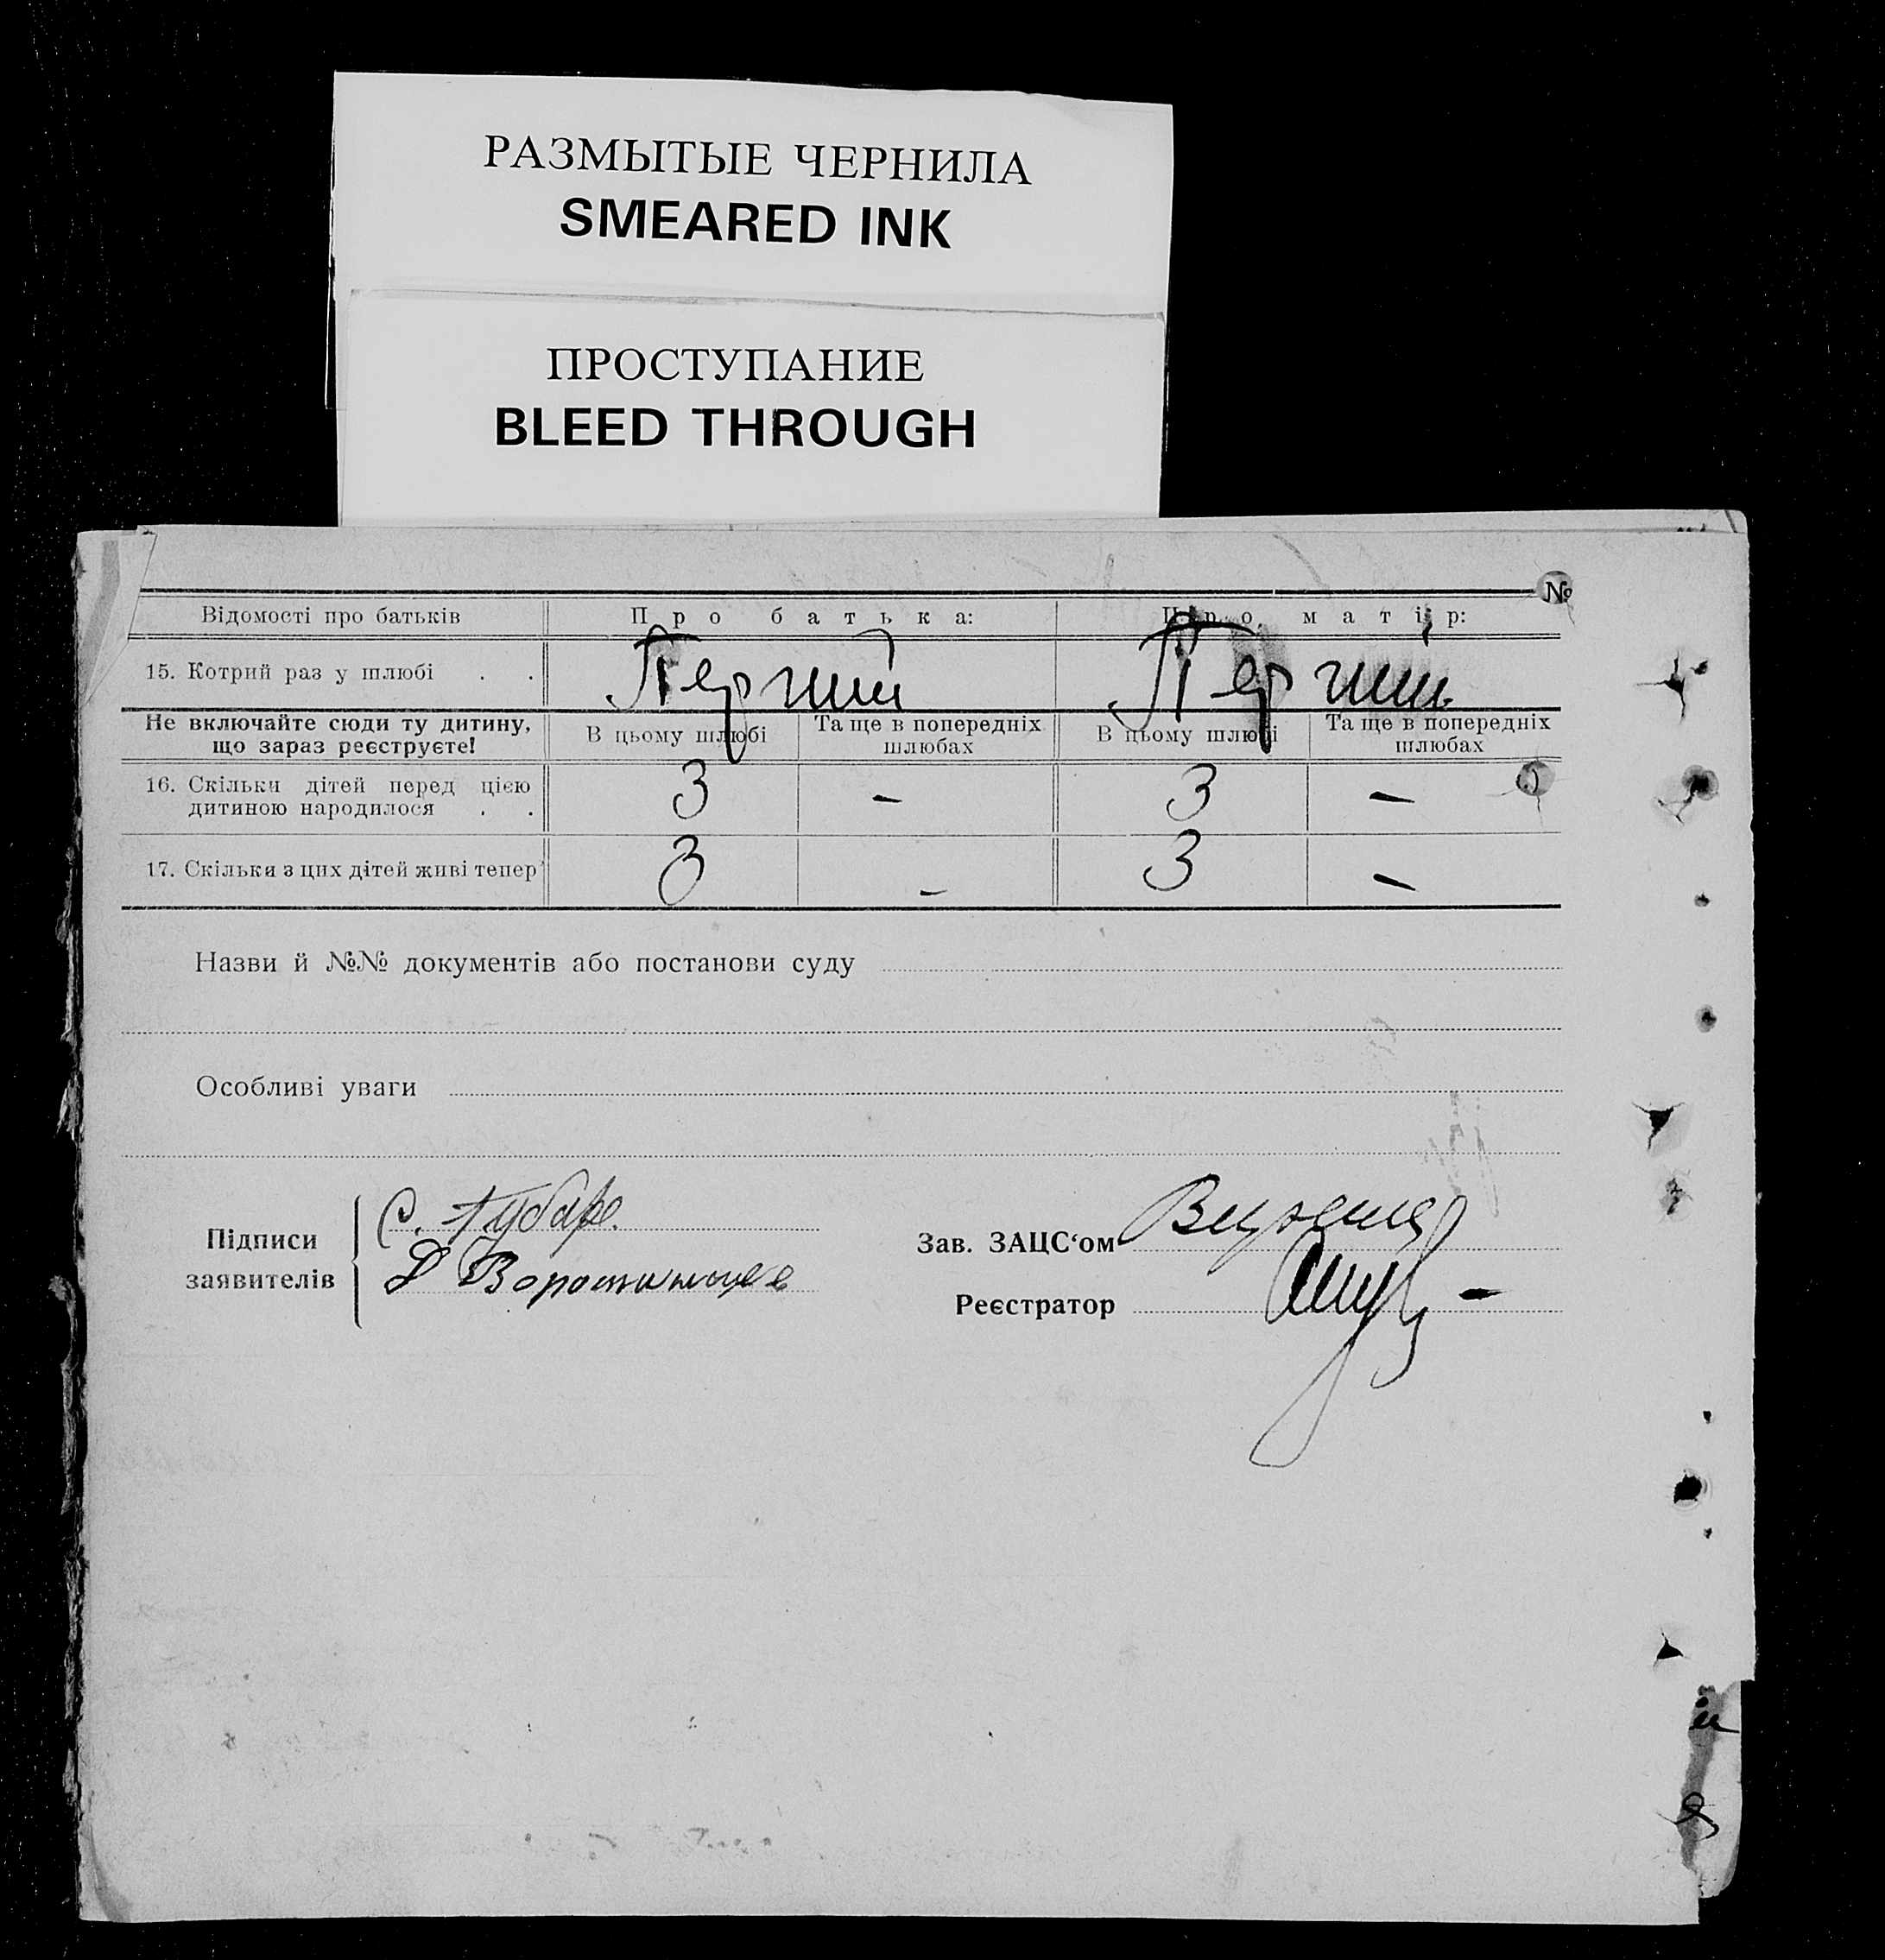 РАЗМЫТЫЕ ЧЕРНИЛА
SMEARED INK
ПРОСТУПАНИЕ
BLEED THROUGH
№
Відомості про батьків Про батька: Про матір:
15. Котрий раз у шлюбі . . Перший Перший
Не включайте сюди ту дитину, що зараз реєструєте! В цьому шлюбі Та ще в попередніх шлюбах В цьому шлюбі Та ще в попередніх шлюбах
16. Скільки дітей перед цією дитиною народилося . . 3 – 3 –
17. Скільки з цих дітей живі тепер 3 – 3 –
Назви й №№ документів або постанови суду
Особливі уваги
Підписи заявителів
С.
Д
Зав. ЗАЦС‘ом
Реєстратор